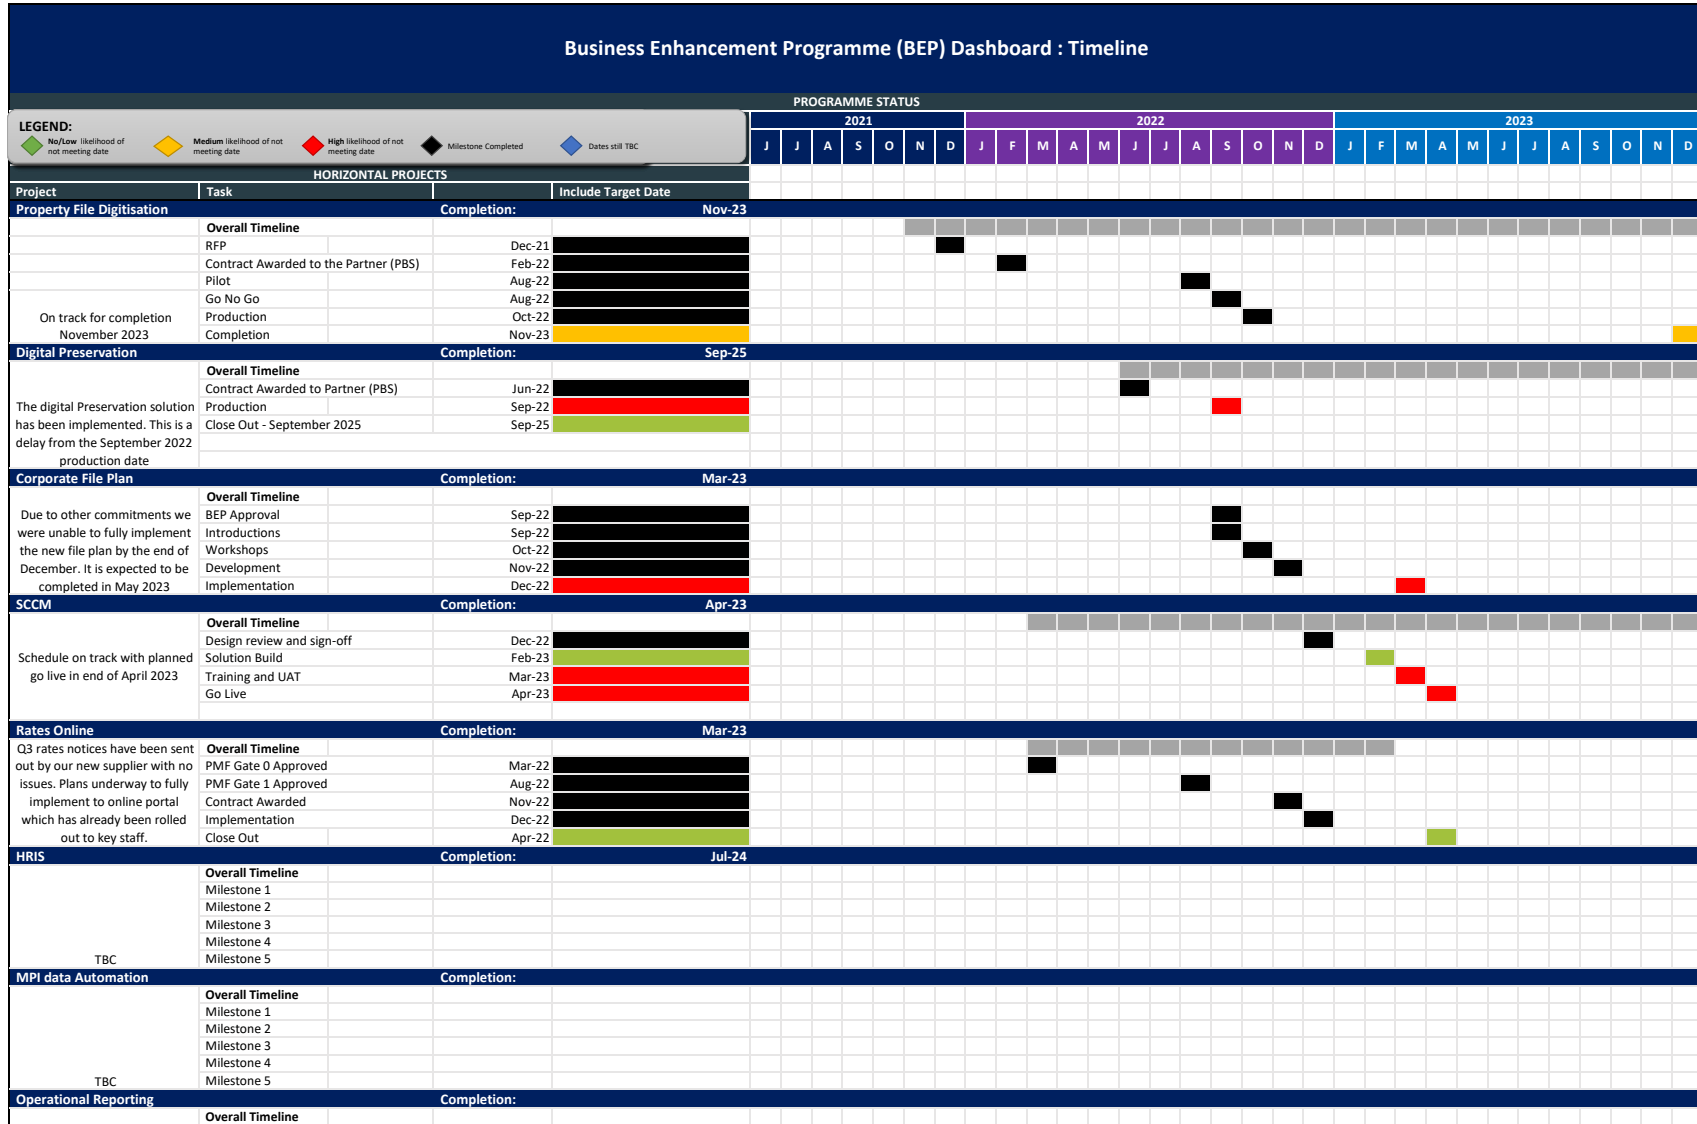 Business Enhancement Programme (BEP) Dashboard : Timeline
PROGRAMME STATUS
LEGEND:
No/Low likelihood of
not meeting date
Medium likelihood of not
meeting date
High likelihood of not
meeting date
Milestone Completed
Dates still TBC
2021 2022 2023
J J A S O N D J F M A M J J A S O N D J F M A M J J A S O N D
HORIZONTAL PROJECTS
Project Task Include Target Date
Property File Digitisation Completion: Nov-23
Overall Timeline
RFP Dec-21
Contract Awarded to the Partner (PBS) Feb-22
Pilot Aug-22
Go No Go Aug-22
Production Oct-22
Completion Nov-23
On track for completion
November 2023
Digital Preservation Completion: Sep-25
Overall Timeline
Contract Awarded to Partner (PBS) Jun-22
Production Sep-22
Close Out - September 2025 Sep-25
The digital Preservation solution
has been implemented. This is a
delay from the September 2022
production date
Corporate File Plan Completion: Mar-23
Overall Timeline
BEP Approval Sep-22
Introductions Sep-22
Workshops Oct-22
Development Nov-22
Implementation Dec-22
Due to other commitments we
were unable to fully implement
the new file plan by the end of
December. It is expected to be
completed in May 2023
SCCM Completion: Apr-23
Overall Timeline
Design review and sign-off Dec-22
Solution Build Feb-23
Training and UAT Mar-23
Go Live Apr-23
Schedule on track with planned
go live in end of April 2023
Rates Online Completion: Mar-23
Overall Timeline
PMF Gate 0 Approved Mar-22
PMF Gate 1 Approved Aug-22
Contract Awarded Nov-22
Implementation Dec-22
Close Out Apr-22
Q3 rates notices have been sent
out by our new supplier with no
issues. Plans underway to fully
implement to online portal
which has already been rolled
out to key staff.
HRIS Completion: Jul-24
Overall Timeline
Milestone 1
Milestone 2
Milestone 3
Milestone 4
Milestone 5
TBC
MPI data Automation Completion:
Overall Timeline
Milestone 1
Milestone 2
Milestone 3
Milestone 4
Milestone 5
TBC
Operational Reporting Completion:
Overall Timeline